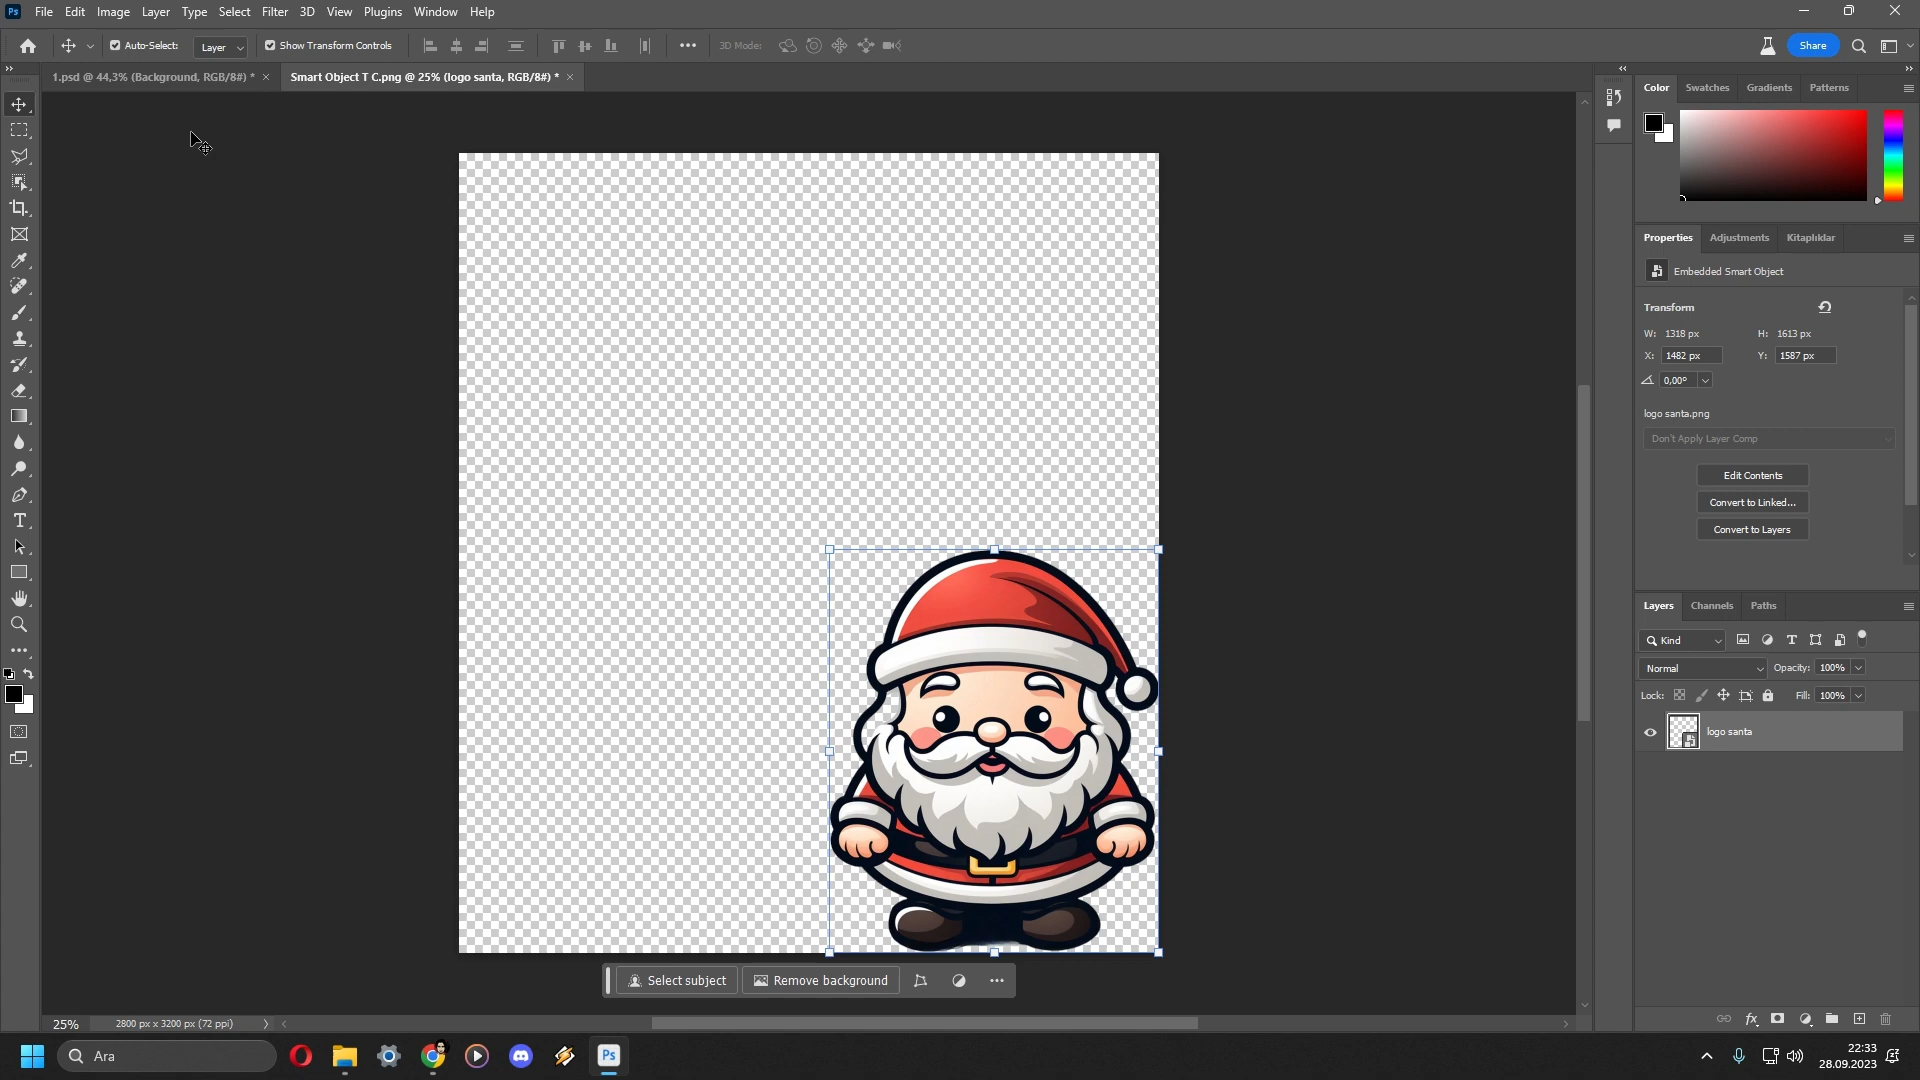 Ps File Edit Image Layer Type Select Filter 3D View Plugins Window Help
Auto-Select: Layer Show Transform Controls 3D Mode: Share
1.psd @ 44,3% (Background, RGB/8#) * Smart Object T C.png @ 25% (logo santa, RGB/8#) *
Color Swatches Gradients Patterns
Properties Adjustments Kitaplıklar
Embedded Smart Object
Transform
W: 1318 px H: 1613 px
X: 1482 px Y: 1587 px
0,00°
logo santa.png
Don't Apply Layer Comp
Edit Contents
Convert to Linked...
Convert to Layers
Layers Channels Paths
Kind
Normal Opacity: 100%
Lock: Fill: 100%
logo santa
Select subject Remove background
25% 2800 px x 3200 px (72 ppi)
Ara Ps 22:33
28.09.2023